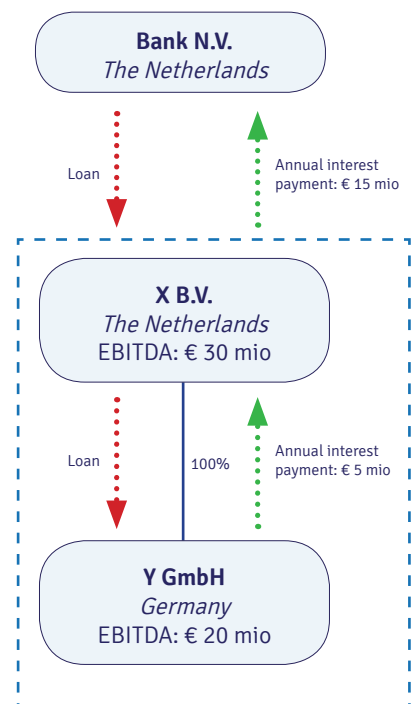 Bank N.V.
The Netherlands
Loan
Annual interest
payment: € 15 mio
X B.V.
The Netherlands
EBITDA: € 30 mio
Loan
100%
Annual interest
payment: € 5 mio
Y GmbH
Germany
EBITDA: € 20 mio